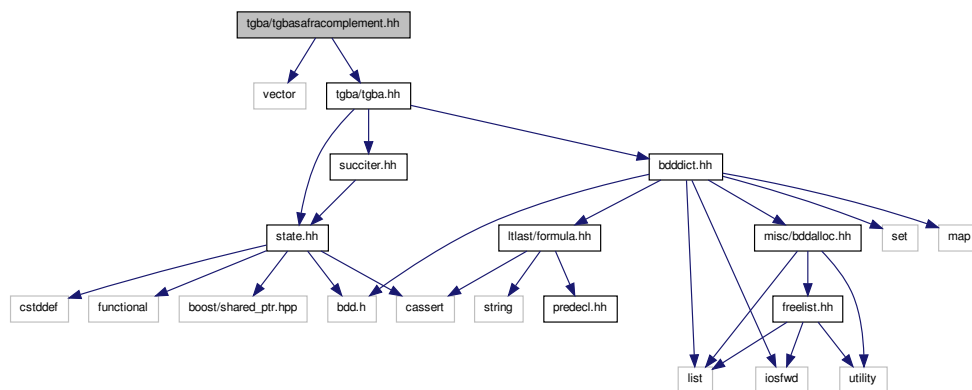 tgba/tgbasafracomplement.hh
vector
tgba/tgba.hh
succiter.hh
bdddict.hh
state.hh
ltlast/formula.hh
misc/bddalloc.hh
set
map
cstddef
functional
boost/shared_ptr.hpp
bdd.h
cassert
string
predecl.hh
freelist.hh
list
iosfwd
utility